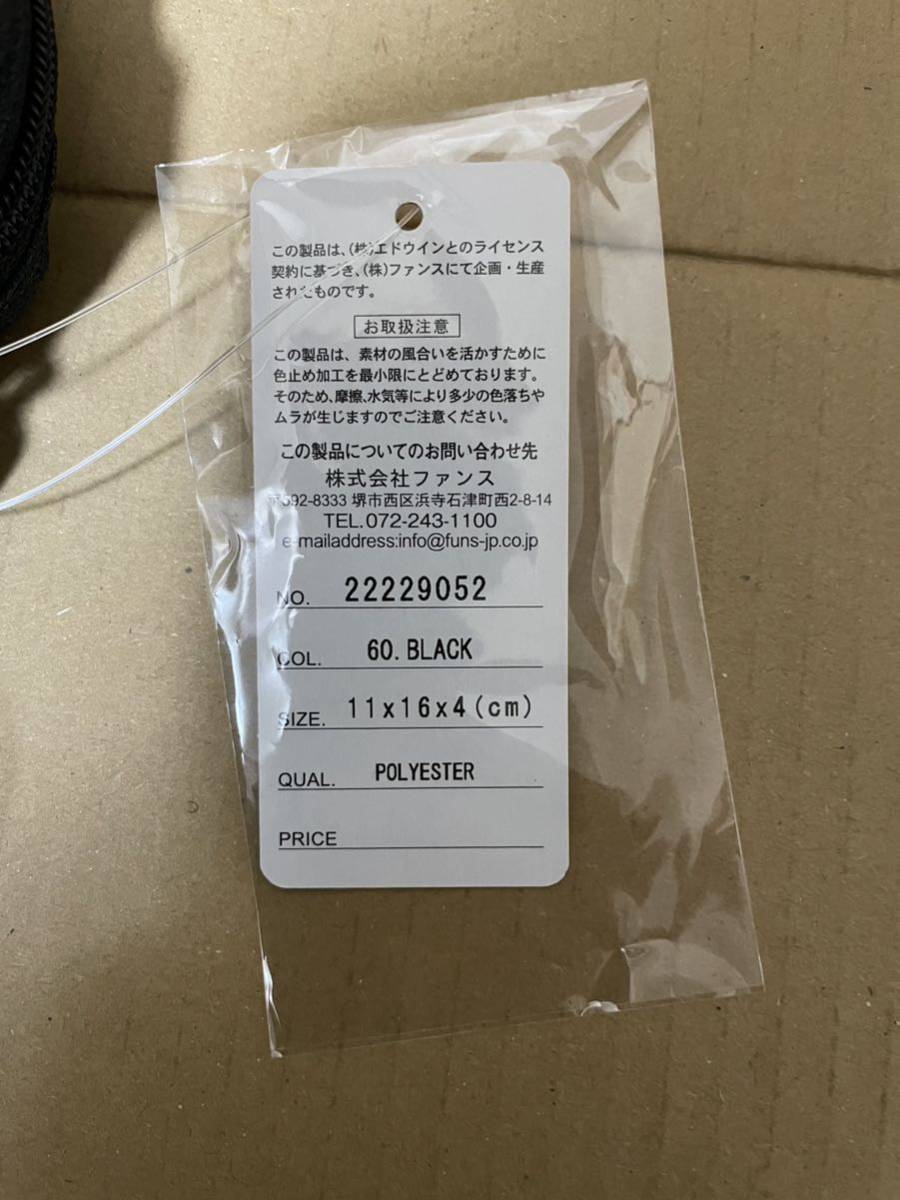 この製品は、(株)エドウインとのライセンス
契約に基づき、(株)ファンスにて企画・生産
されたものです。
お取扱注意
この製品は、素材の風合いを活かすために
色止め加工を最小限にとどめております。
そのため、摩擦、水気等により多少の色落ちや
ムラが生じますのでご注意ください。
この製品についてのお問い合わせ先
株式会社ファンス
〒592-8333 堺市西区浜寺石津町西2-8-14
TEL.072-243-1100
e-mailaddress:info@funs-jp.co.jp
NO. 22229052
COL. 60.BLACK
SIZE. 11x16x4(cm)
QUAL. POLYESTER
PRICE